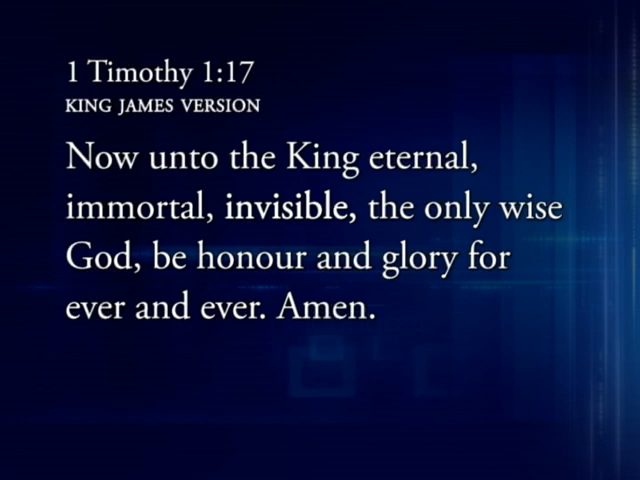 1 Timothy 1:17
KING JAMES VERSION
Now unto the King eternal,
immortal, invisible, the only wise
God, be honour and glory for
ever and ever. Amen.